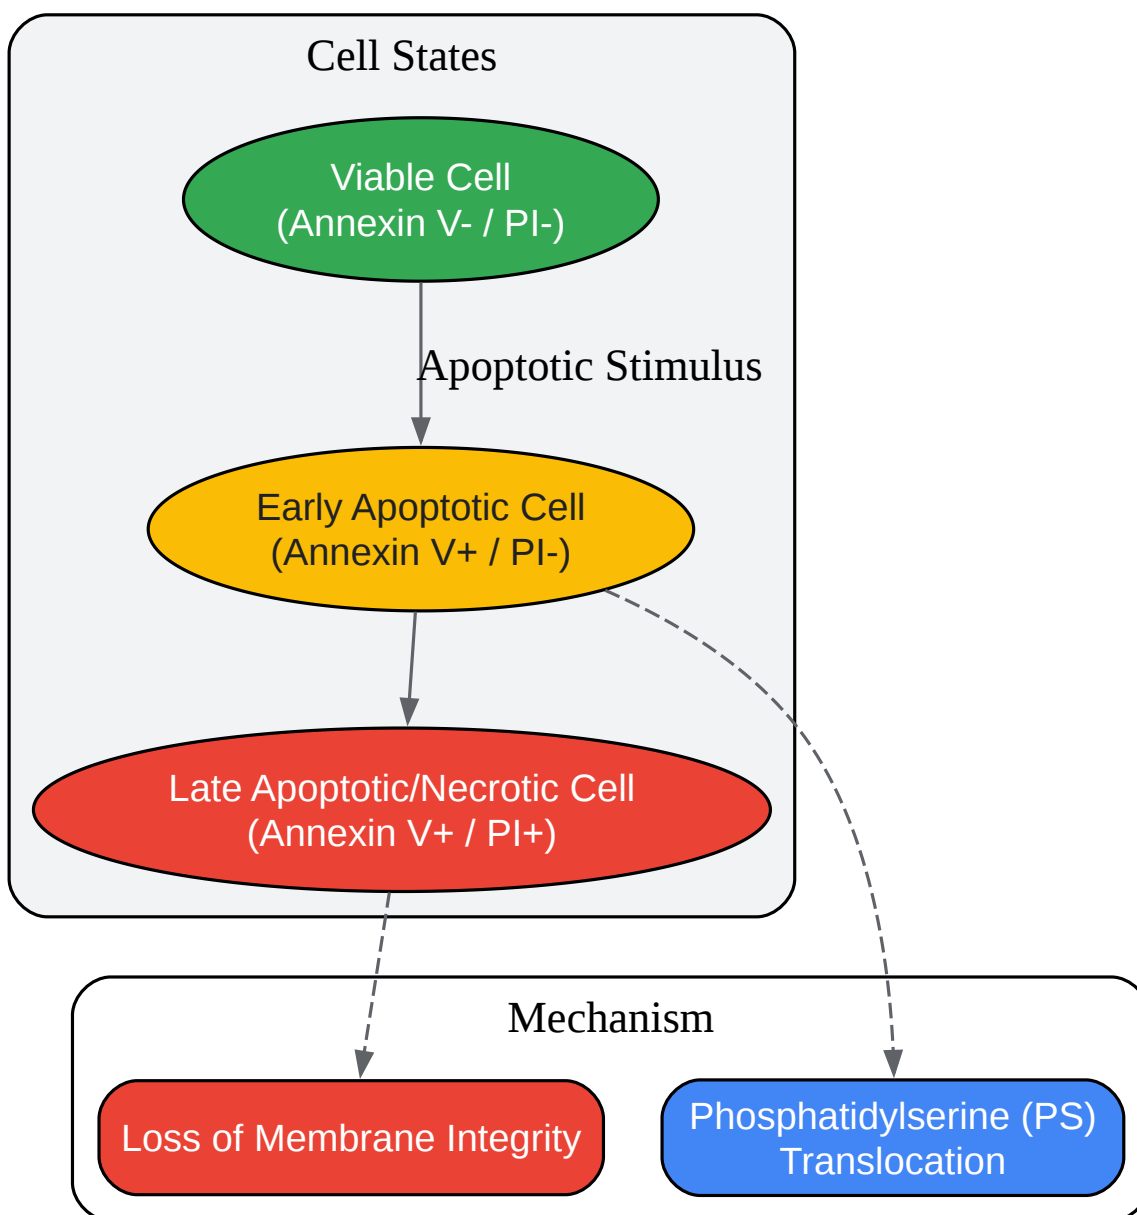 Cell States
Viable Cell
(Annexin V- / PI-)
Apoptotic Stimulus
Early Apoptotic Cell
(Annexin V+ / PI-)
Late Apoptotic/Necrotic Cell
(Annexin V+ / PI+)
Mechanism
Loss of Membrane Integrity
Phosphatidylserine (PS)
Translocation